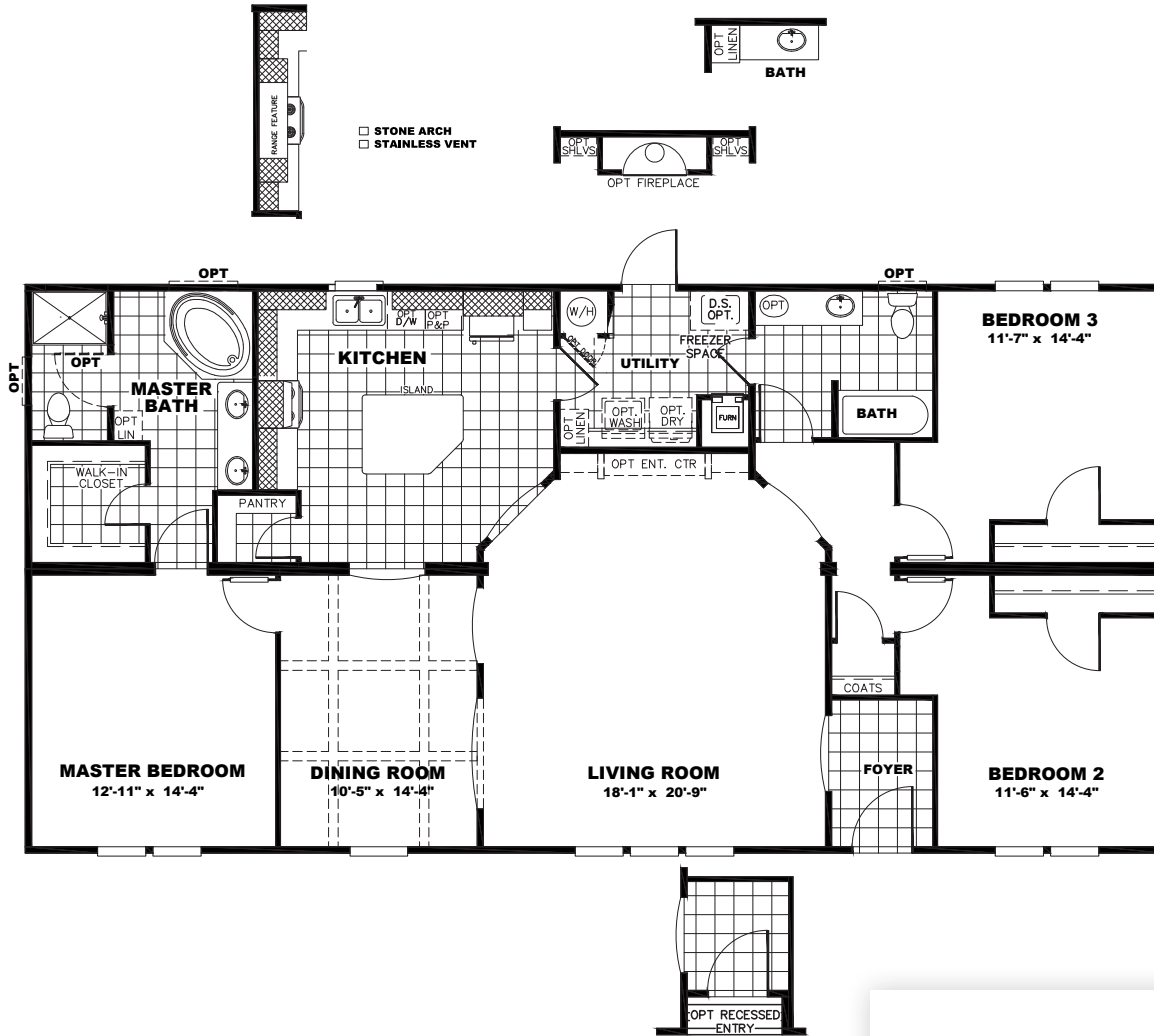 OPT LINEN
BATH
RANGE FEATURE
□ STONE ARCH
□ STAINLESS VENT
OPT SHLVS
OPT SHLVS
OPT FIREPLACE
OPT
OPT
OPT
OPT
MASTER
BATH
OPT
LIN
WALK-IN
CLOSET
PANTRY
KITCHEN
ISLAND
OPT
D/W
OPT
P&P
W/H
OPT DOOR
UTILITY
D.S.
OPT.
FREEZER
SPACE
OPT LINEN
OPT.
WASH
OPT.
DRY
FURN
OPT
BATH
BEDROOM 3
11'-7" x 14'-4"
OPT ENT. CTR
COATS
MASTER BEDROOM
12'-11" x 14'-4"
DINING ROOM
10'-5" x 14'-4"
LIVING ROOM
18'-1" x 20'-9"
FOYER
BEDROOM 2
11'-6" x 14'-4"
OPT RECESSED
ENTRY